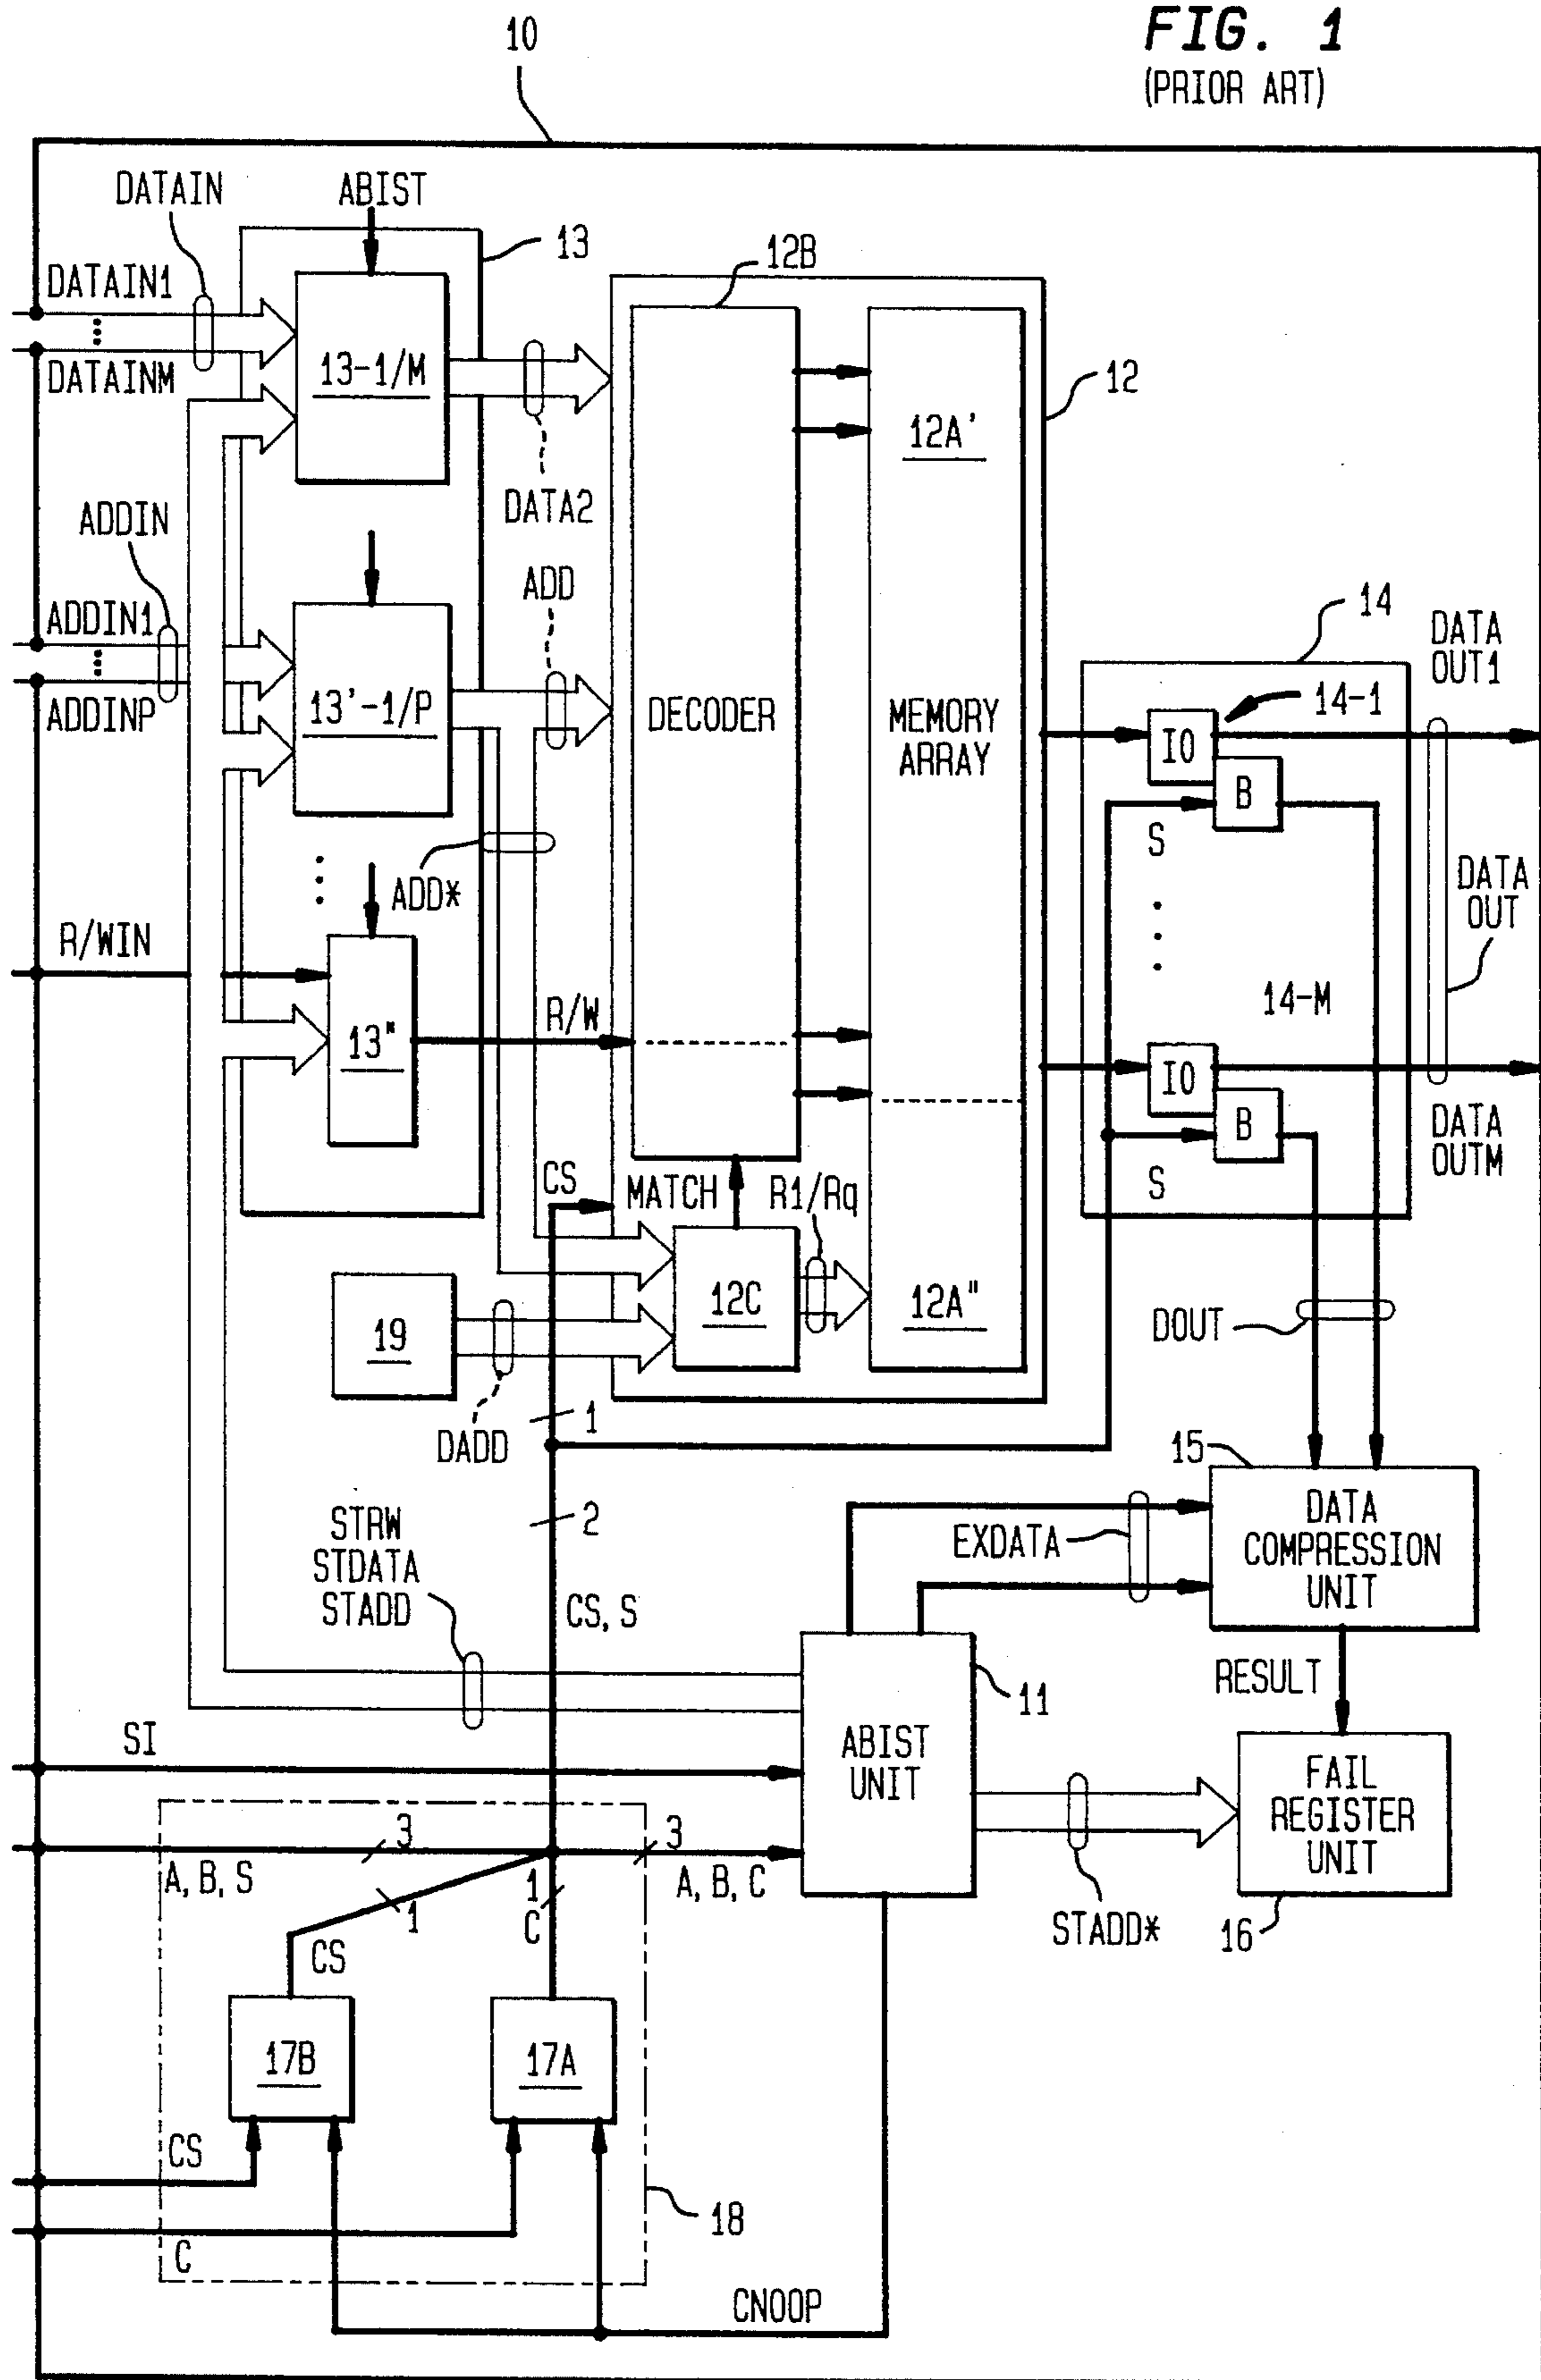 FIG. 1
(PRIOR ART)
10
DATAIN
ABIST
13
12B
DATAIN1
DATAINM
13-1/M
12
12A'
DATA2
ADDIN
ADD
14
DATA
OUT1
ADDIN1
ADDINP
13'-1/P
DECODER
MEMORY
ARRAY
14-1
IO
B
S
ADD*
DATA
OUT
R/WIN
14-M
R/W
13"
IO
B
DATA
OUTM
CS
MATCH
R1/Rq
S
12C
12A"
19
DOUT
1
DADD
15
2
STRW
STDATA
STADD
EXDATA
DATA
COMPRESSION
UNIT
CS, S
11
RESULT
SI
ABIST
UNIT
FAIL
REGISTER
UNIT
3
3
A, B, S
1
1
C
A, B, C
STADD*
16
CS
17B
17A
CS
18
C
CNOOP